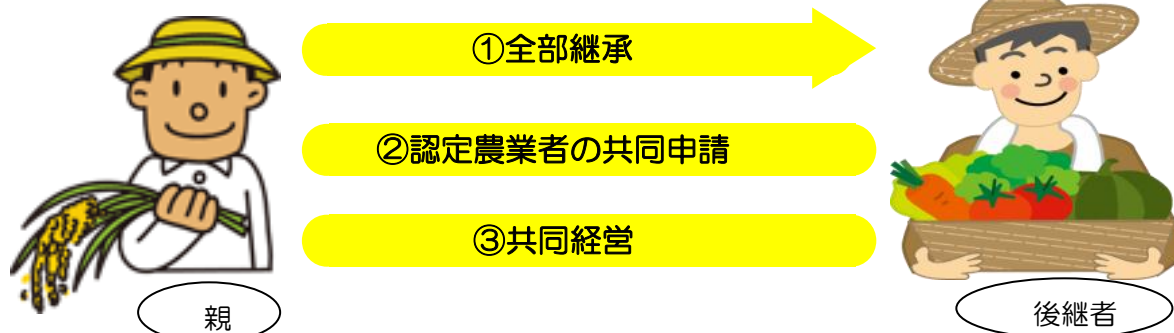 ①全部継承
②認定農業者の共同申請
③共同経営
親
後継者